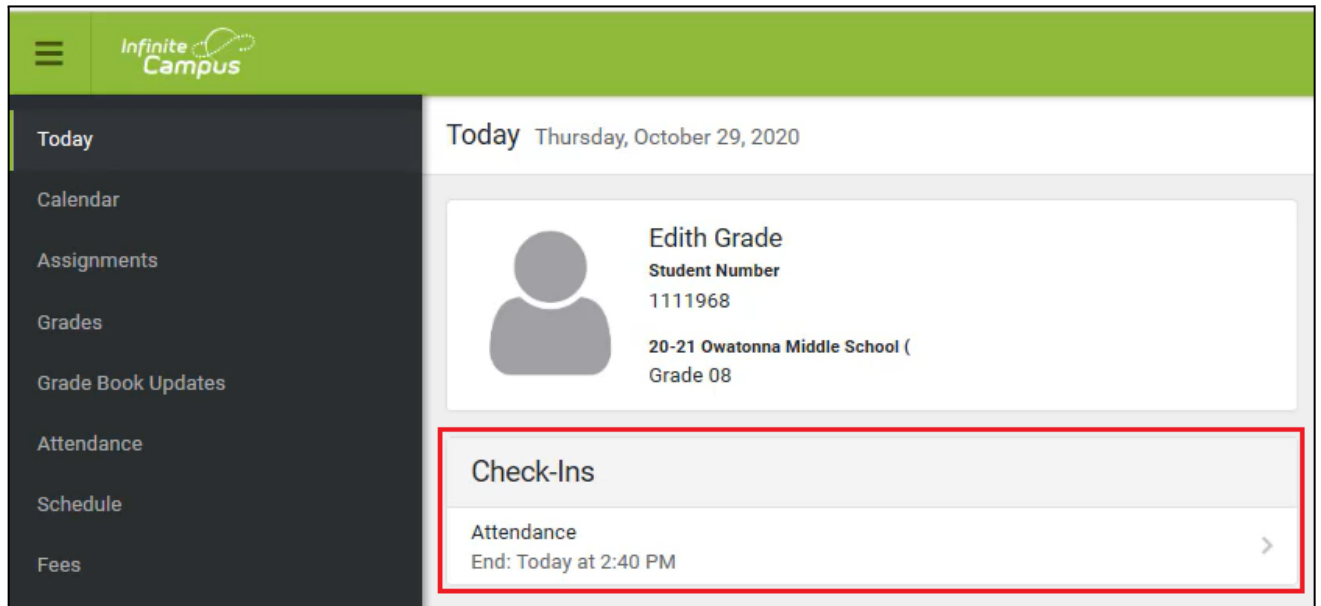 Infinite
Campus
Today
Calendar
Assignments
Grades
Grade Book Updates
Attendance
Schedule
Fees
Today Thursday, October 29, 2020
Edith Grade
Student Number
1111968
20-21 Owatonna Middle School (
Grade 08
Check-Ins
Attendance
End: Today at 2:40 PM